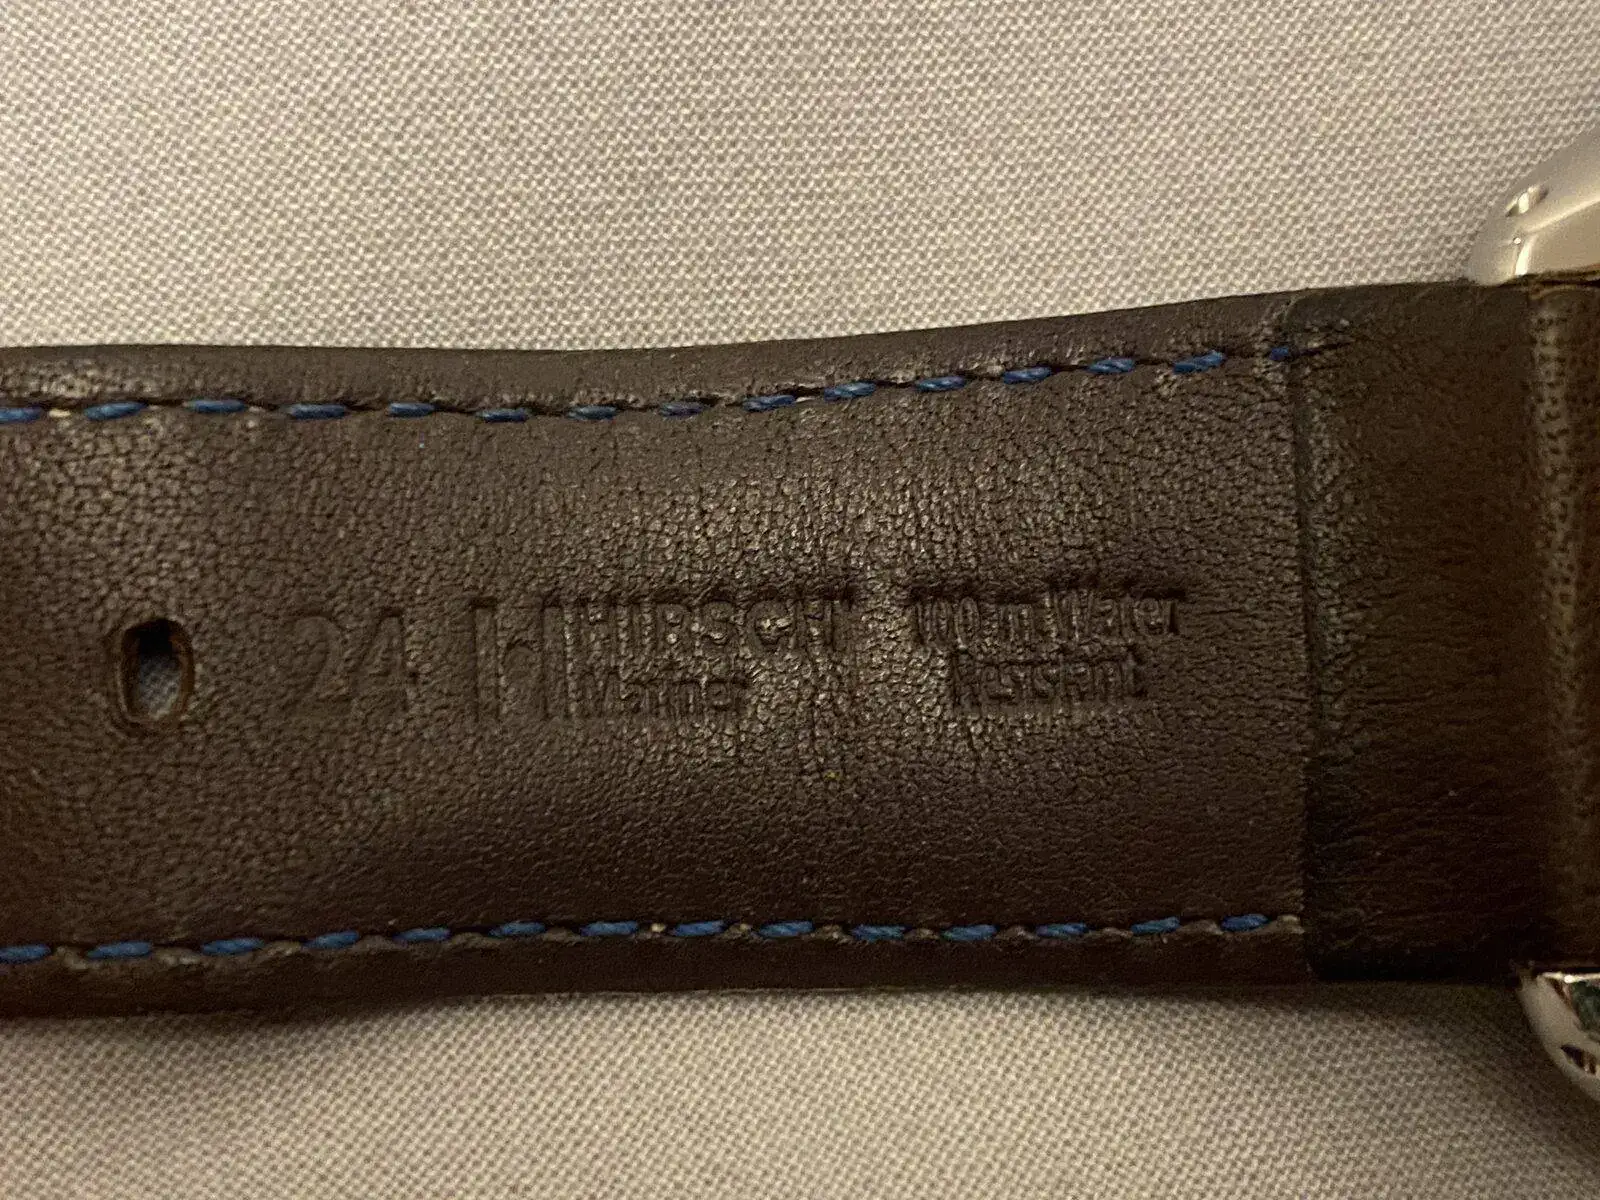 24 H HIRSCH
Mariner
100 m Water
Resistant